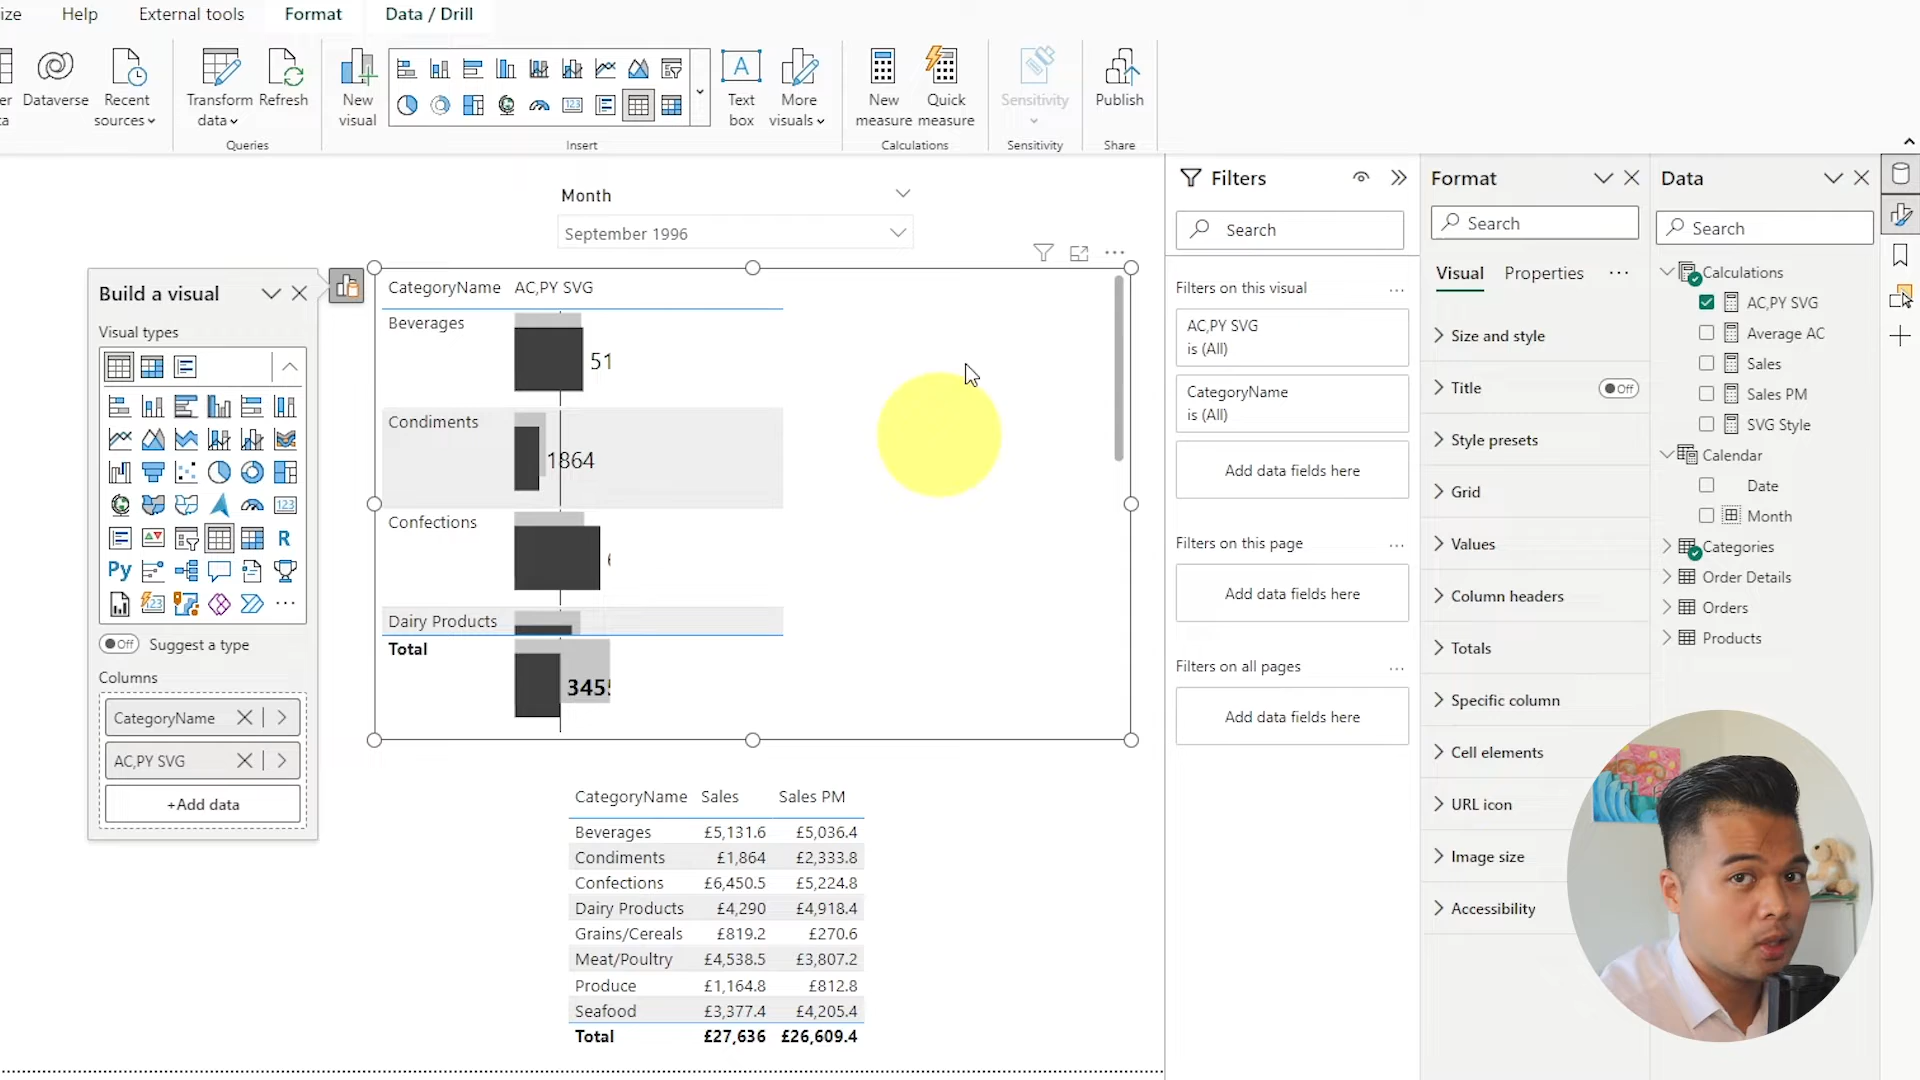 ize
Help
External tools
Format
Data / Drill
Dataverse
Recent
sources
Transform
data
Refresh
Queries
New
visual
Insert
Text
box
More
visuals
New
measure
Quick
measure
Calculations
Sensitivity
Sensitivity
Publish
Share
Month
September 1996
Build a visual
Visual types
R
Py
123
123
Off
Suggest a type
Columns
CategoryName
AC,PY SVG
+Add data
CategoryName AC,PY SVG
Beverages
51
Condiments
1864
Confections
Dairy Products
Total
345
CategoryName Sales Sales PM
Beverages £5,131.6 £5,036.4
Condiments £1,864 £2,333.8
Confections £6,450.5 £5,224.8
Dairy Products £4,290 £4,918.4
Grains/Cereals £819.2 £270.6
Meat/Poultry £4,538.5 £3,807.2
Produce £1,164.8 £812.8
Seafood £3,377.4 £4,205.4
Total £27,636 £26,609.4
Filters
Search
Filters on this visual
AC,PY SVG
is (All)
CategoryName
is (All)
Add data fields here
Filters on this page
Add data fields here
Filters on all pages
Add data fields here
Format
Search
Visual
Properties
Size and style
Title
Off
Style presets
Grid
Values
Column headers
Totals
Specific column
Cell elements
URL icon
Image size
Accessibility
Data
Search
Calculations
AC,PY SVG
Average AC
Sales
Sales PM
SVG Style
Calendar
Date
Month
Categories
Order Details
Orders
Products